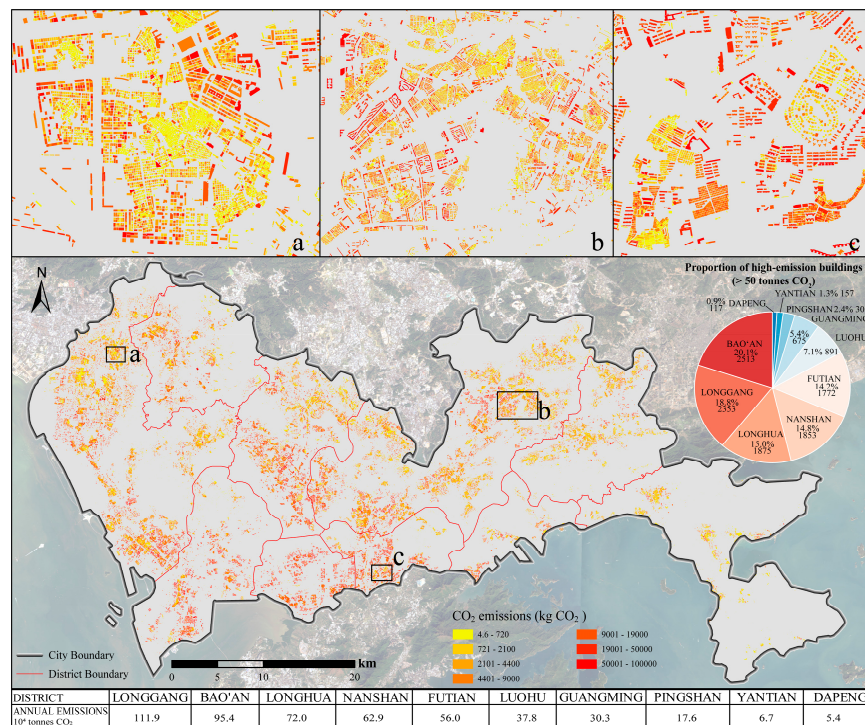 a
b
c
N
Proportion of high-emission buildings
(> 50 tonnes CO₂)
YANTIAN 1.3% 157
0.9%
117
DAPENG
PINGSHAN 2.4% 30
GUANGMING
5.4%
675
LUOHU
7.1% 891
BAO'AN
20.1%
2513
FUTIAN
14.2%
1772
LONGGANG
18.8%
2353
NANSHAN
14.8%
1853
LONGHUA
15.0%
1875
a
b
c
CO₂ emissions (kg CO₂ )
4.6 - 720
721 - 2100
2101 - 4400
4401 - 9000
9001 - 19000
19001 - 50000
50001 - 100000
City Boundary
District Boundary
0 10 20 km
DISTRICT LONGGANG BAO'AN LONGHUA NANSHAN FUTIAN LUOHU GUANGMING PINGSHAN YANTIAN DAPENG
ANNUAL EMISSIONS
10⁴ tonnes CO₂ 111.9 95.4 72.0 62.9 56.0 37.8 30.3 17.6 6.7 5.4